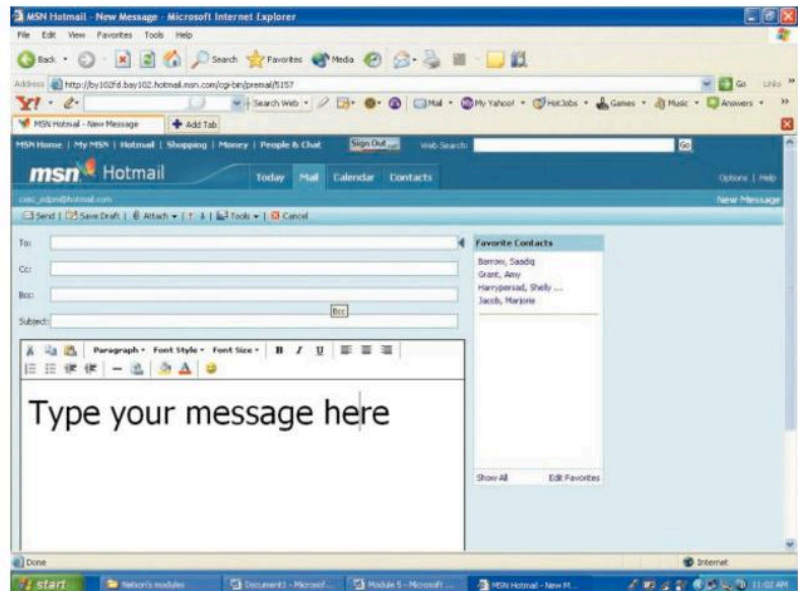 MSN Hotmail - New Message - Microsoft Internet Explorer
File Edit View Favorites Tools Help
Back Search Favorites Media
Address http://by102fd.bay102.hotmail.msn.com/cgi-bin/premail/5157 Go Links »
Y! Search Web Mail My Yahoo! HotJobs Games Music Answers »
MSN Hotmail - New Message Add Tab
MSN Home | My MSN | Hotmail | Shopping | Money | People & Chat Sign Out Web Search: Go
msn Hotmail Today Mail Calendar Contacts Options | Help
@hotmail.com New Message
Send | Save Draft | Attach | Tools | Cancel
To: Favorite Contacts
Barrow, Saadiq
Cc: Grant, Amy
Harrypersad, Shelly ...
Bcc: Jacob, Marjorie
Bcc
Subject:
Paragraph Font Style Font Size B I U
A
Type your message here
Show All Edit Favorites
Done Internet
start Nelson's modules Document1 - Microsof... Module 5 - Microsoft ... MSN Hotmail - New M... 11:02 AM